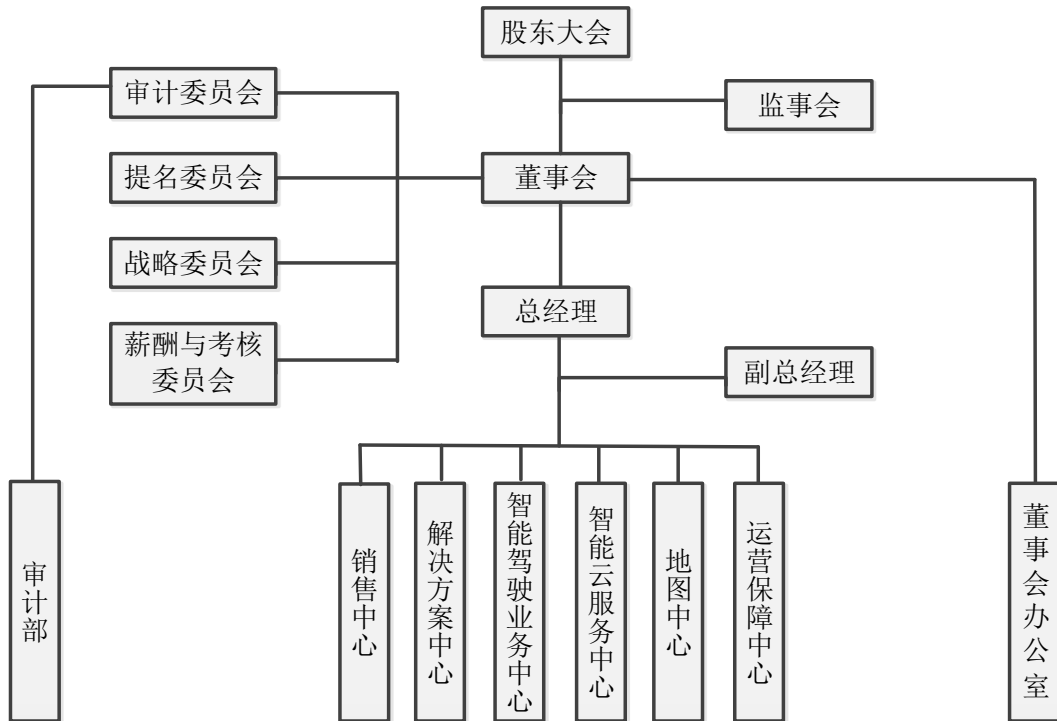 股东大会
审计委员会
监事会
提名委员会
董事会
战略委员会
总经理
薪酬与考核
委员会
副总经理
审计部
销售中心
解决方案中心
智能驾驶业务中心
智能云服务中心
地图中心
运营保障中心
董事会办公室